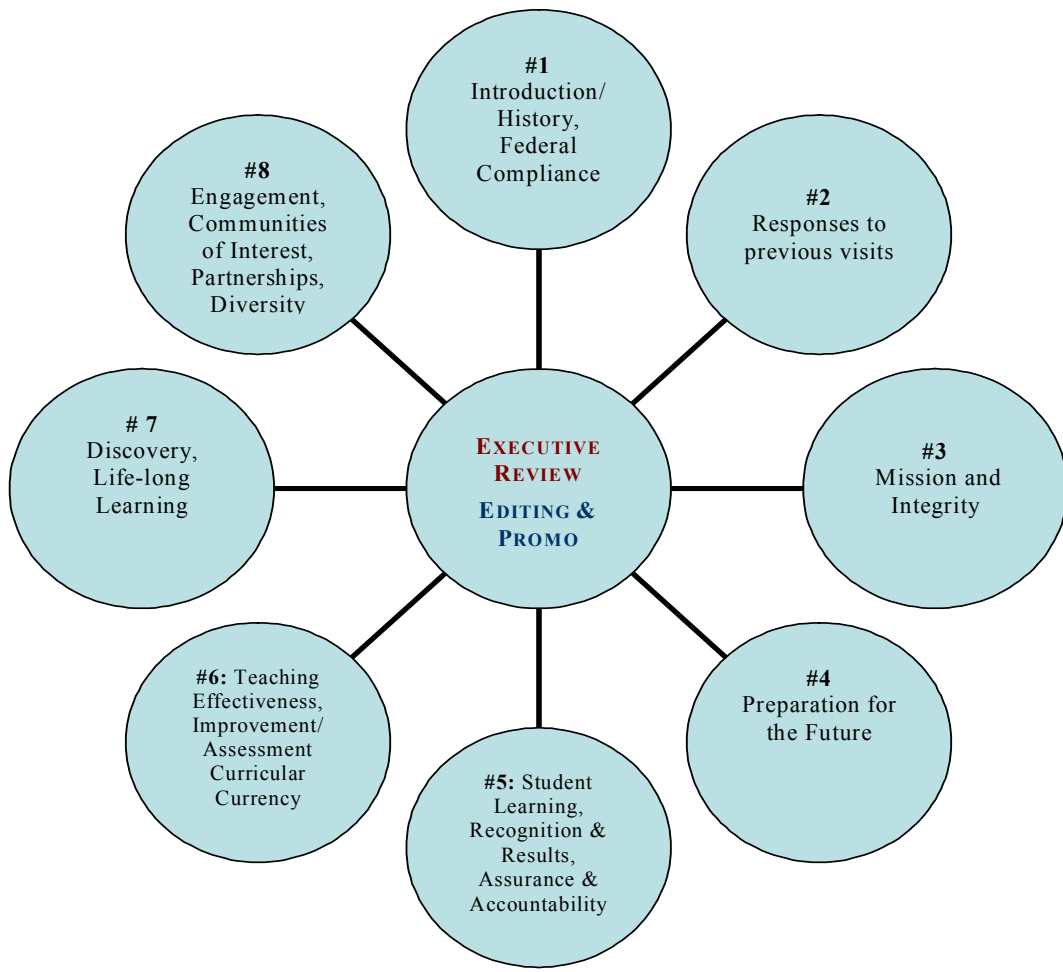 #1
Introduction/
History,
Federal
Compliance
#2
Responses to
previous visits
#3
Mission and
Integrity
#4
Preparation for
the Future
#5: Student
Learning,
Recognition &
Results,
Assurance &
Accountability
#6: Teaching
Effectiveness,
Improvement/
Assessment
Curricular
Currency
# 7
Discovery,
Life-long
Learning
#8
Engagement,
Communities
of Interest,
Partnerships,
Diversity
EXECUTIVE
REVIEW
EDITING &
PROMO